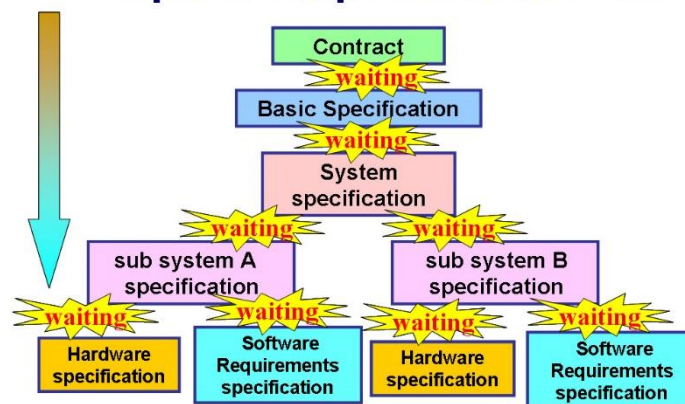 Contract
waiting
Basic Specification
waiting
System
specification
waiting
waiting
sub system A
specification
sub system B
specification
waiting
waiting
waiting
waiting
Hardware
specification
Software
Requirements
specification
Hardware
specification
Software
Requirements
specification